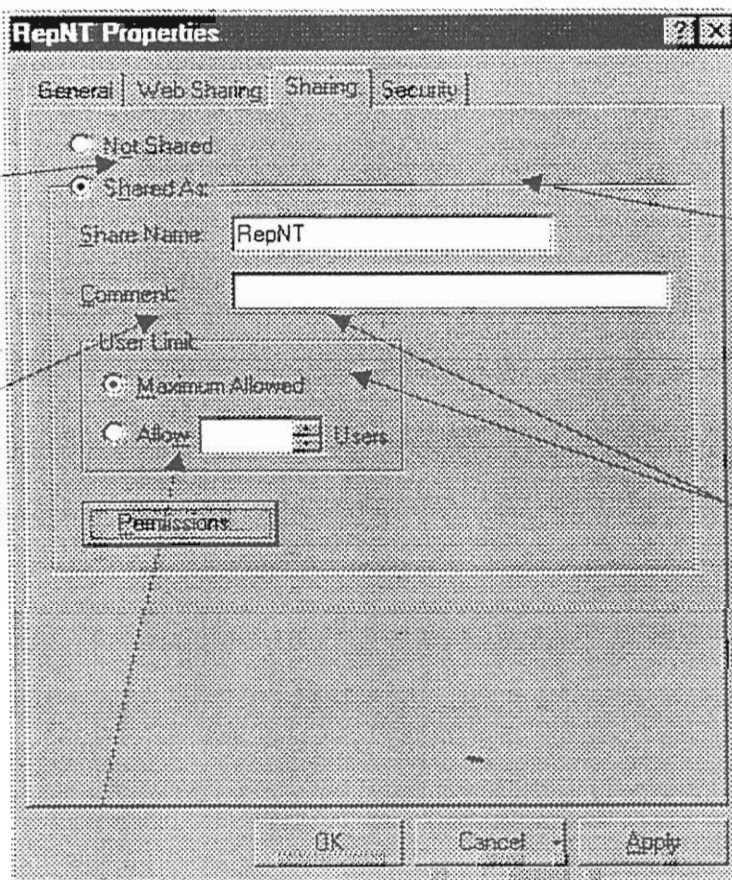 RepNT Properties
General Web Sharing Sharing Security
Not Shared
Shared As:
Share Name: RepNT
Comment:
User Limit
Maximum Allowed
Allow Users
Permissions...
OK Cancel Apply